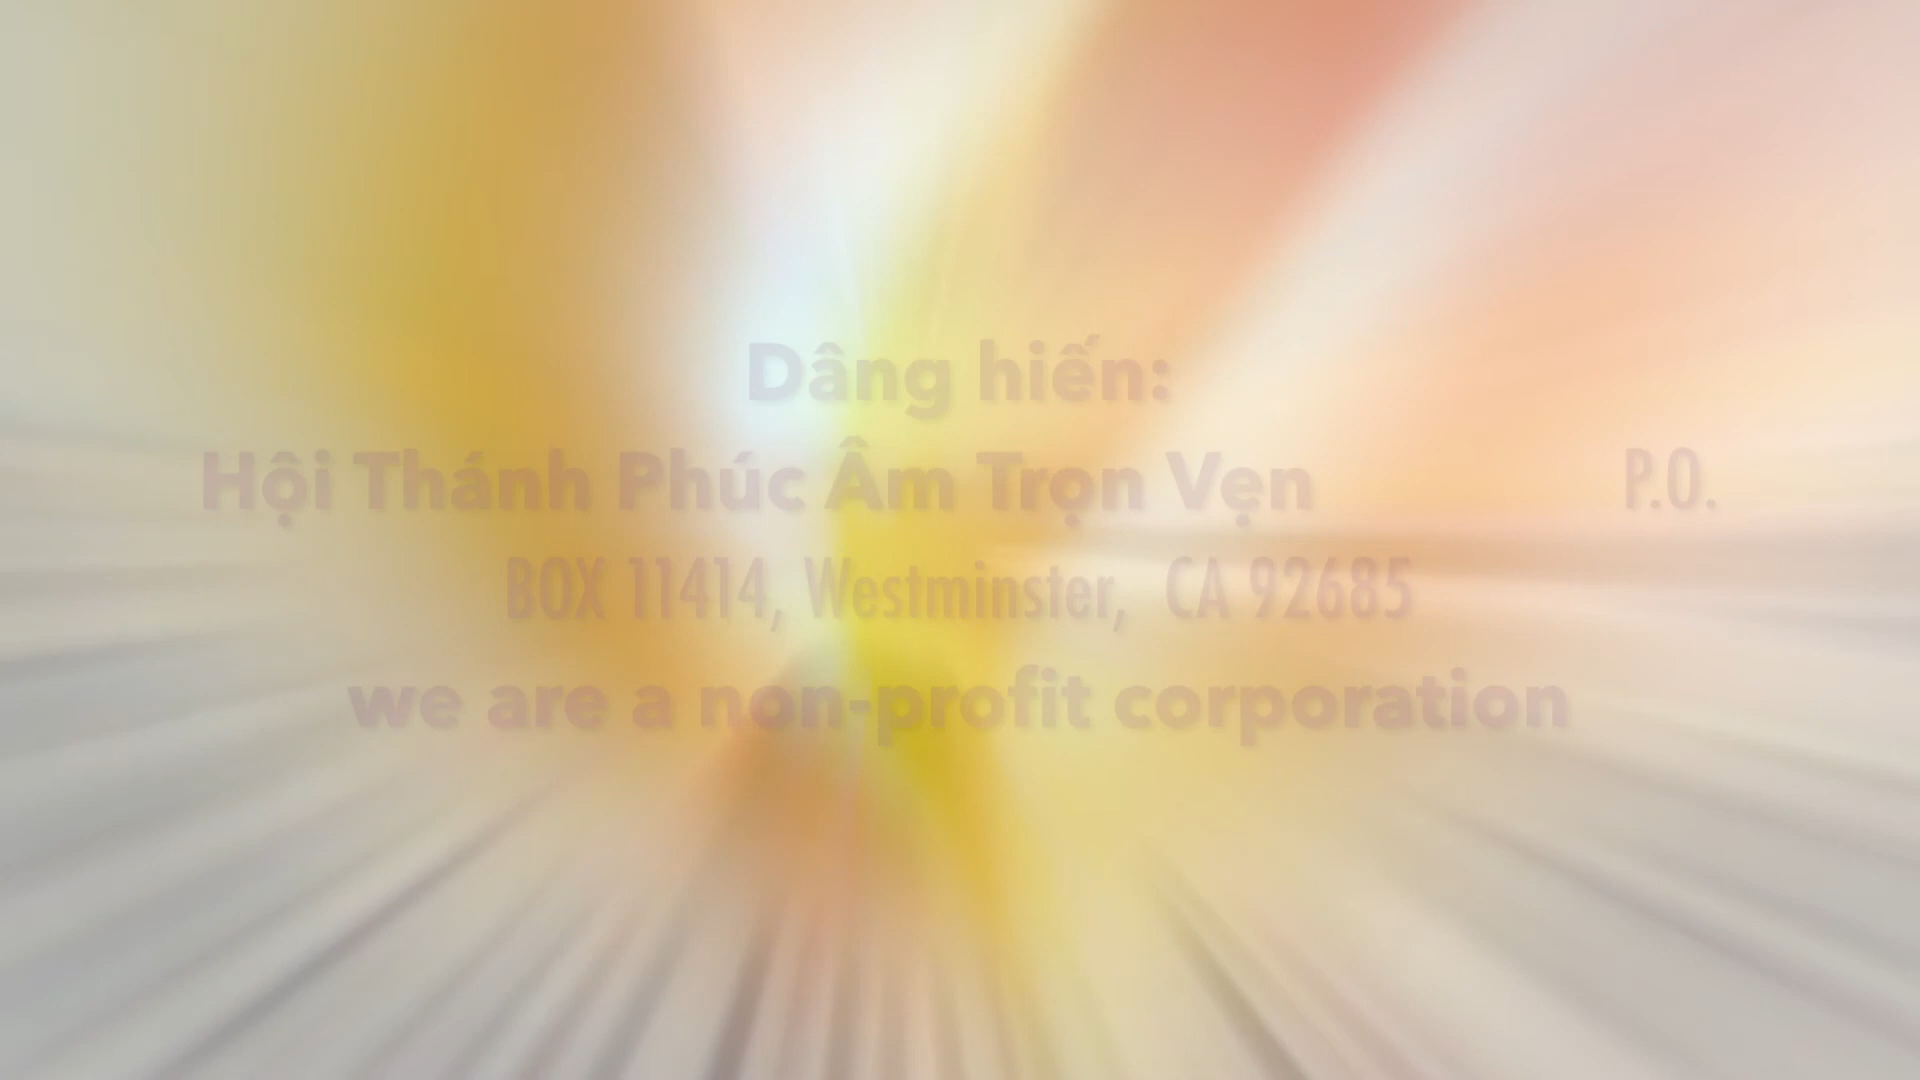 Dâng hiến:
Hội Thánh Phúc Âm Trọn Vẹn P.O.
BOX 11414, Westminster, CA 92685
we are a non-profit corporation